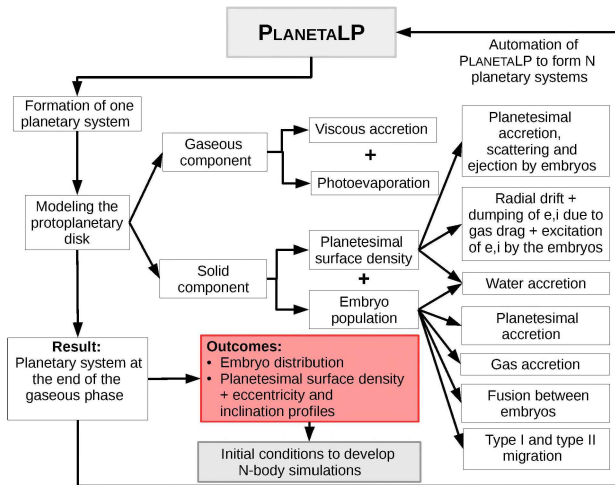 PLANETALP
Automation of
PLANETALP to form N
planetary systems
Formation of one
planetary system
Gaseous
component
Viscous accretion
+
Photoevaporation
Planetesimal
accretion,
scattering and
ejection by embryos
Modeling the
protoplanetary
disk
Radial drift +
dumping of e,i due to
gas drag + excitation
of e,i by the embryos
Solid
component
Planetesimal
surface density
+
Embryo
population
Water accretion
Planetesimal
accretion
Gas accretion
Fusion between
embryos
Type I and type II
migration
Result:
Planetary system at
the end of the
gaseous phase
Outcomes:
• Embryo distribution
• Planetesimal surface density
+ eccentricity and
inclination profiles
Initial conditions to develop
N-body simulations